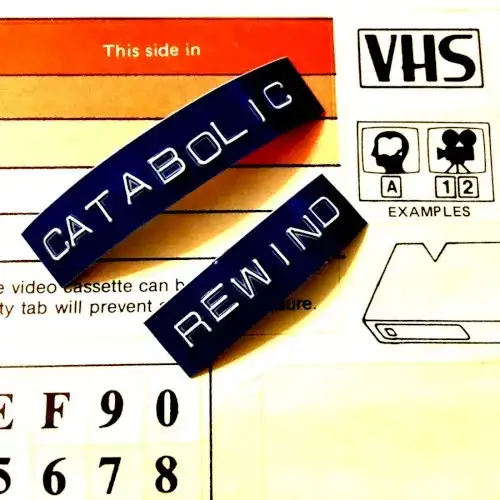 This side in
VHS
CATABOLIC
A
1 2
EXAMPLES
REWIND
e video cassette can b
ty tab will prevent
ure.
E F 9 0
5 6 7 8